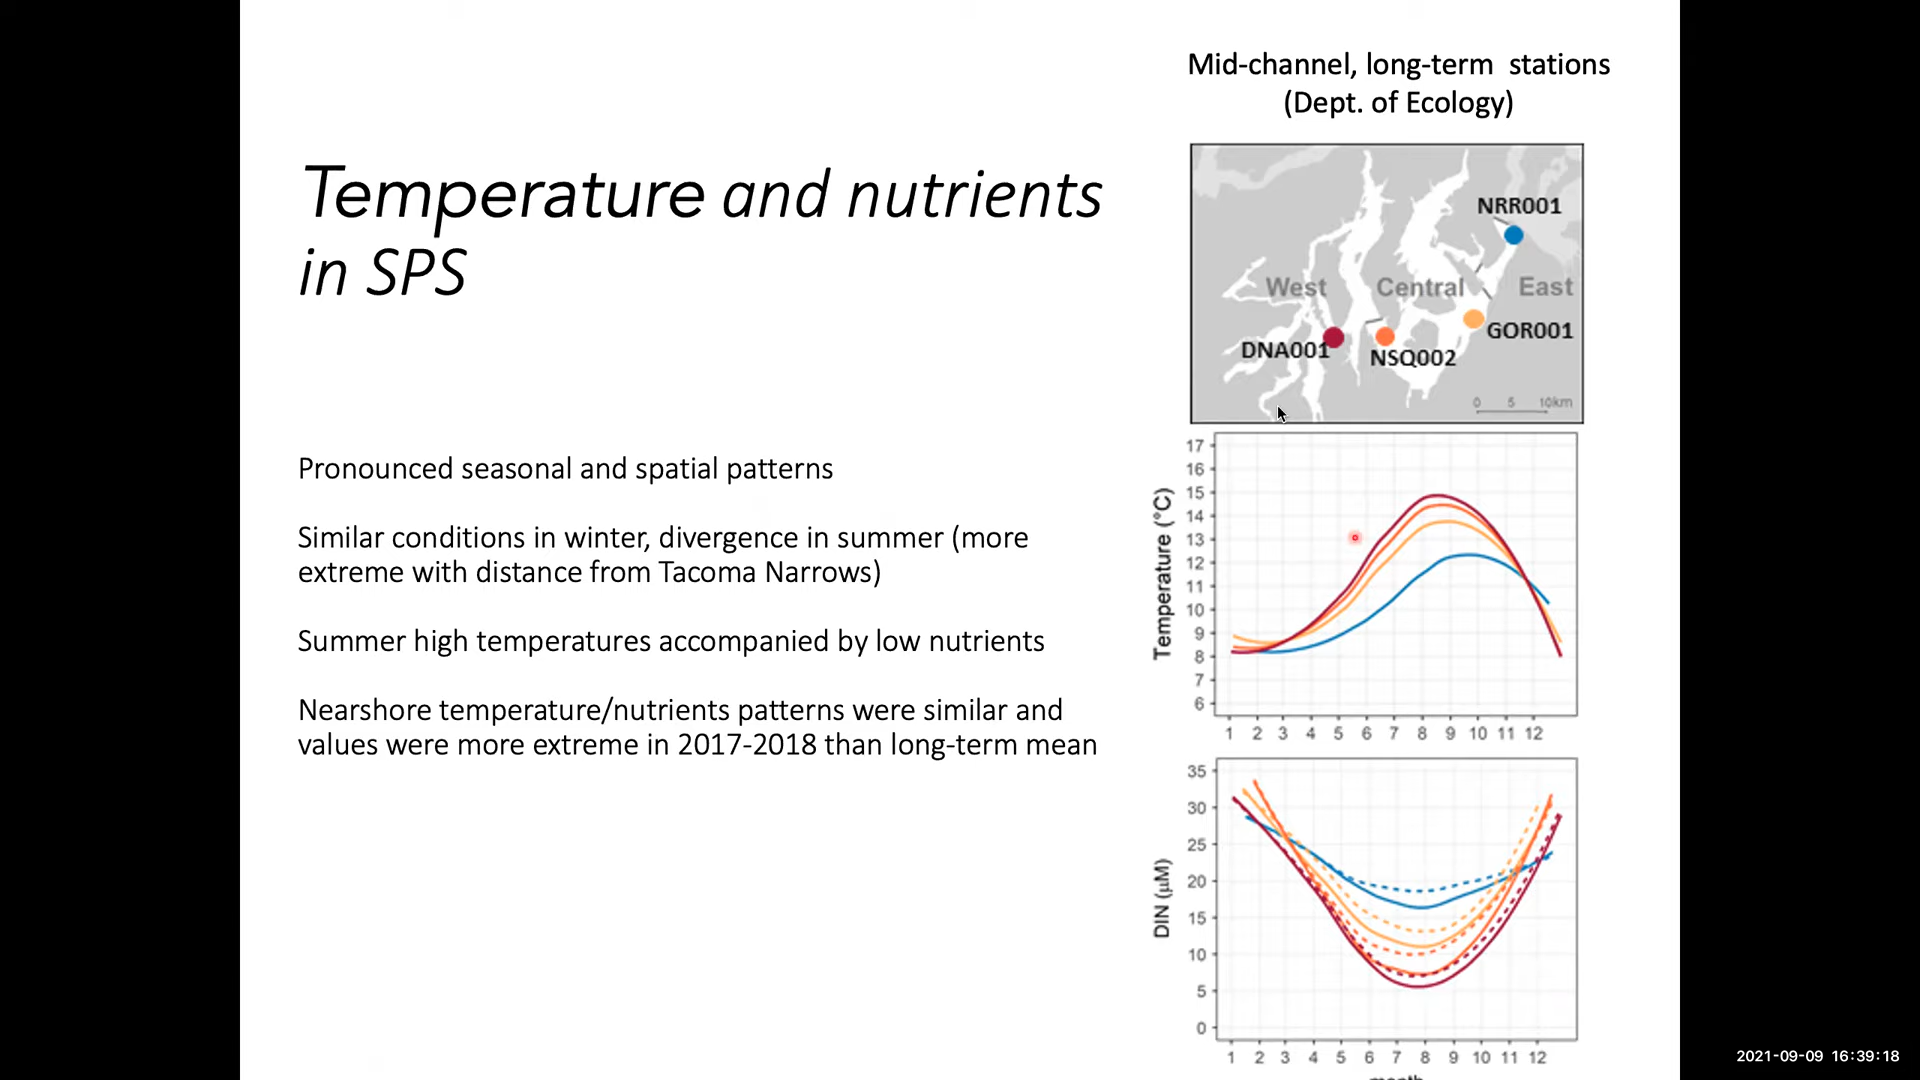 Mid-channel, long-term stations
(Dept. of Ecology)
Temperature and nutrients
in SPS
Pronounced seasonal and spatial patterns
Similar conditions in winter, divergence in summer (more
extreme with distance from Tacoma Narrows)
Summer high temperatures accompanied by low nutrients
Nearshore temperature/nutrients patterns were similar and
values were more extreme in 2017-2018 than long-term mean
NRR001
West Central East
GOR001
DNA001
NSQ002
0 5 10km
Temperature (°C)
17
16
15
14
13
12
11
10
9
8
7
6
1 2 3 4 5 6 7 8 9 10 11 12
DIN (µM)
35
30
25
20
15
10
5
0
1 2 3 4 5 6 7 8 9 10 11 12
month
2021-09-09 16:39:18